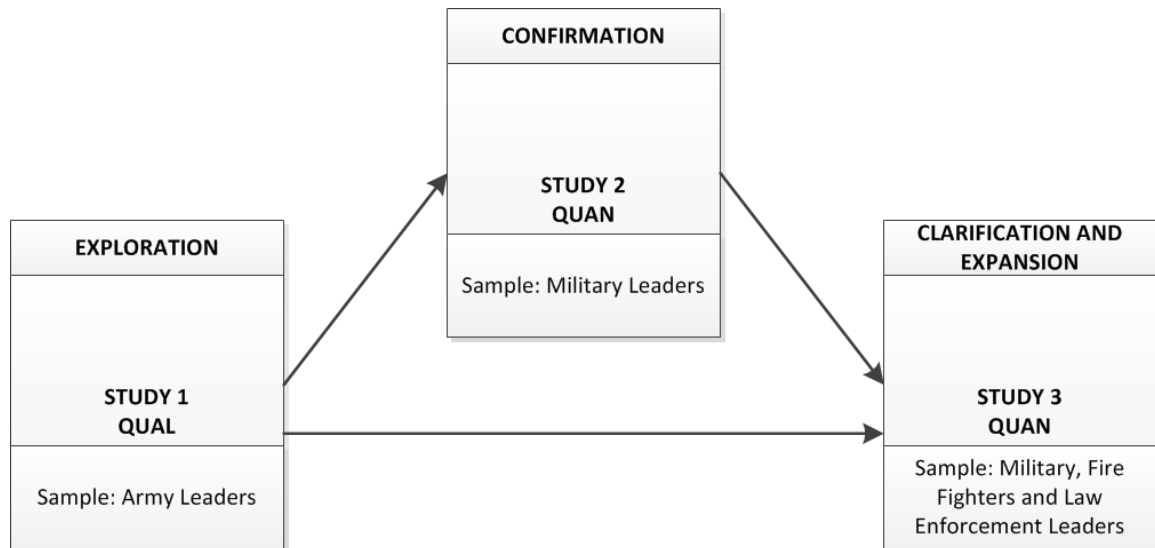 EXPLORATION
STUDY 1
QUAL
Sample: Army Leaders
CONFIRMATION
STUDY 2
QUAN
Sample: Military Leaders
CLARIFICATION AND
EXPANSION
STUDY 3
QUAN
Sample: Military, Fire
Fighters and Law
Enforcement Leaders